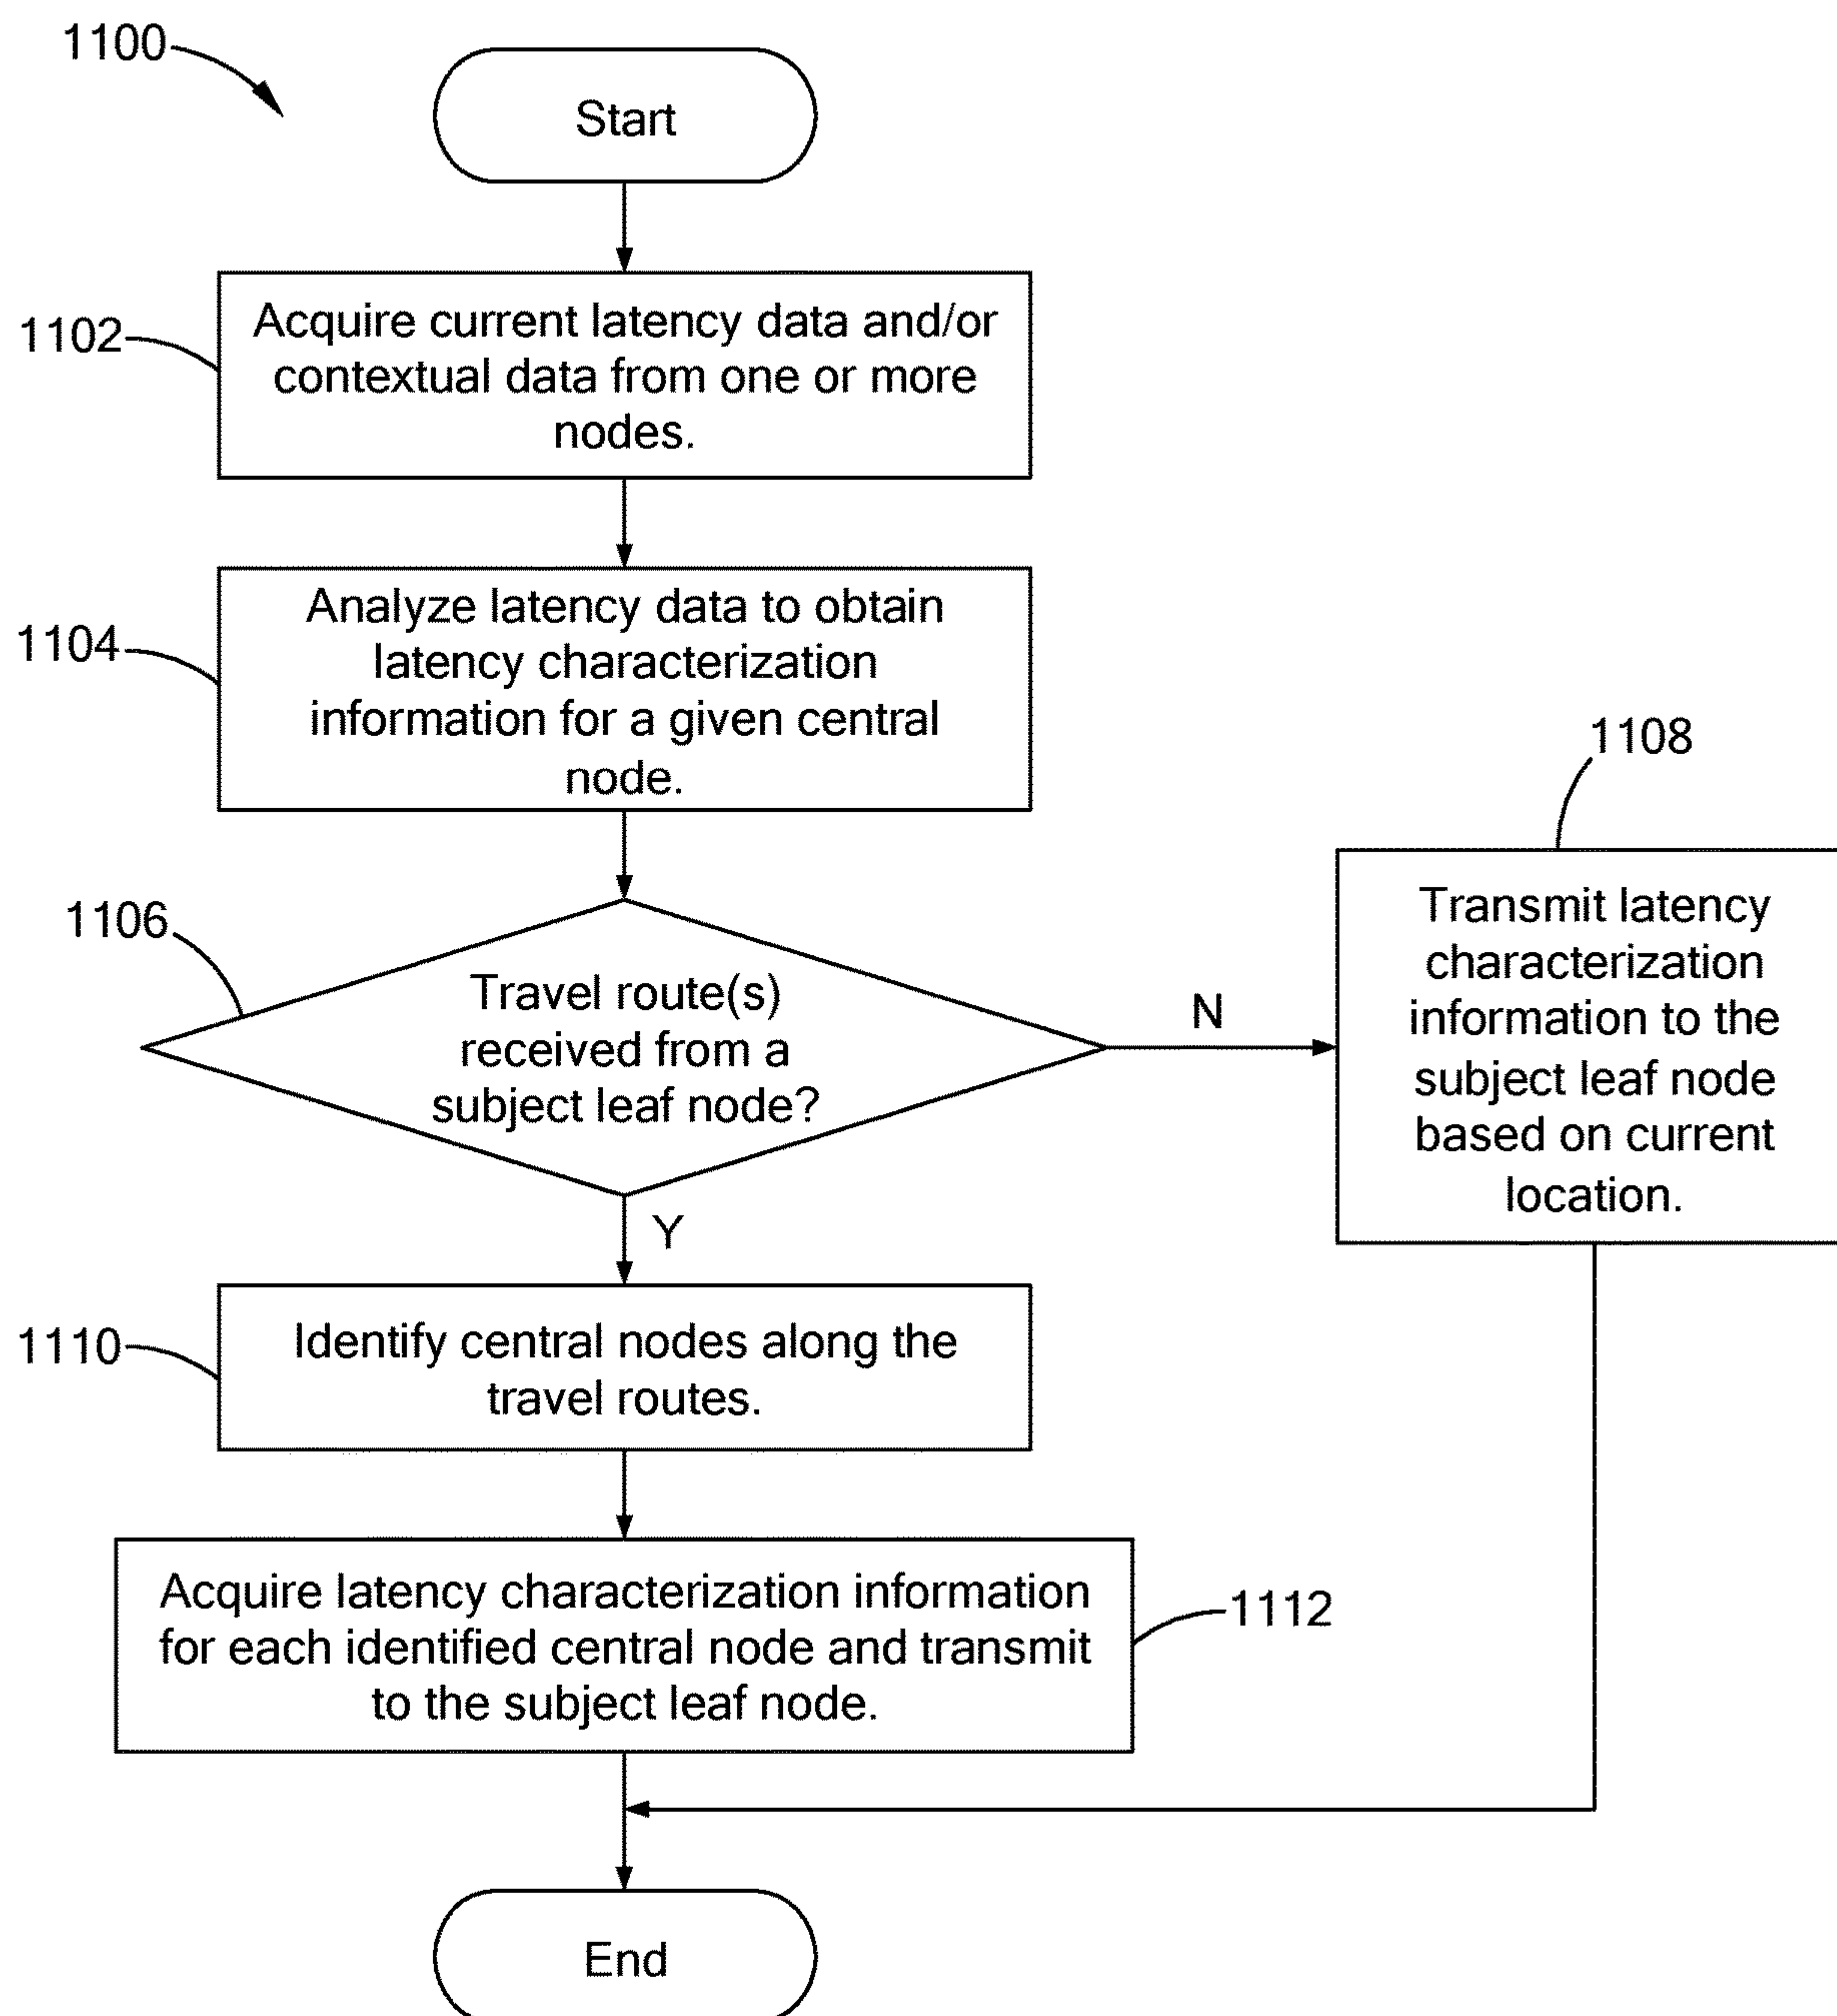 1100
Start
1102
Acquire current latency data and/or
contextual data from one or more
nodes.
1104
Analyze latency data to obtain
latency characterization
information for a given central
node.
1106
Travel route(s)
received from a
subject leaf node?
N
1108
Transmit latency
characterization
information to the
subject leaf node
based on current
location.
Y
1110
Identify central nodes along the
travel routes.
Acquire latency characterization information
for each identified central node and transmit
to the subject leaf node.
1112
End